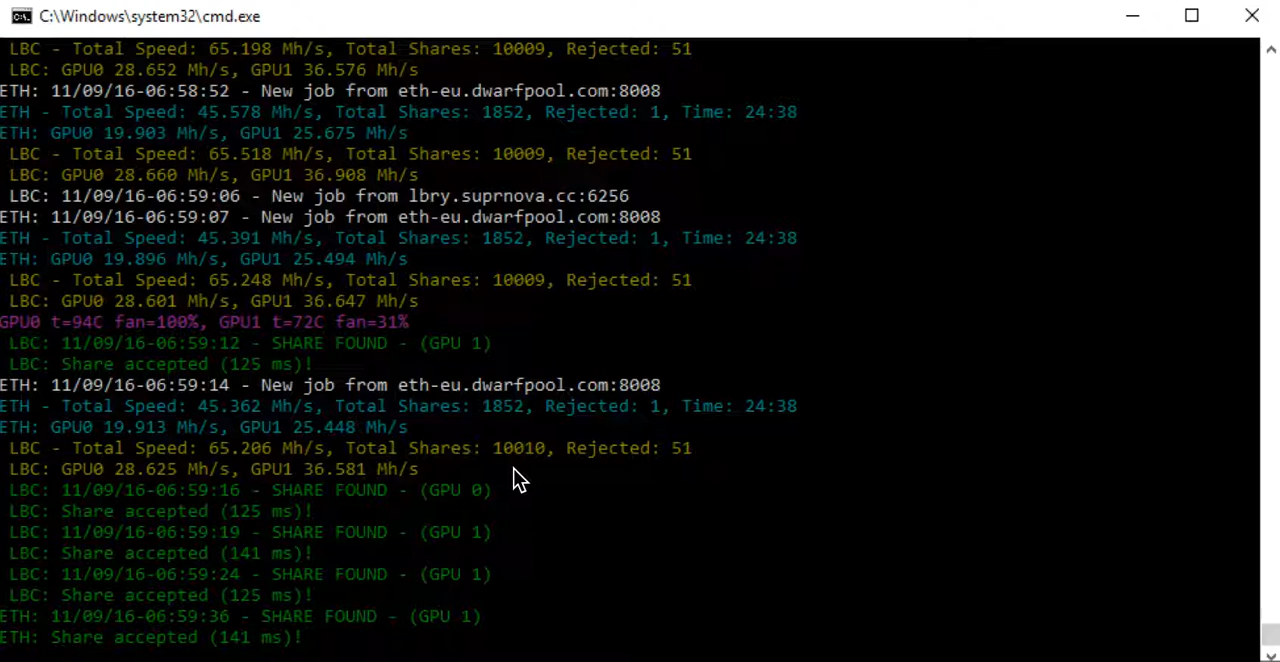 C:\Windows\system32\cmd.exe
LBC - Total Speed: 65.198 Mh/s, Total Shares: 10009, Rejected: 51
LBC: GPU0 28.652 Mh/s, GPU1 36.576 Mh/s
ETH: 11/09/16-06:58:52 - New job from eth-eu.dwarfpool.com:8008
ETH - Total Speed: 45.578 Mh/s, Total Shares: 1852, Rejected: 1, Time: 24:38
ETH: GPU0 19.903 Mh/s, GPU1 25.675 Mh/s
LBC - Total Speed: 65.518 Mh/s, Total Shares: 10009, Rejected: 51
LBC: GPU0 28.660 Mh/s, GPU1 36.908 Mh/s
LBC: 11/09/16-06:59:06 - New job from lbry.suprnova.cc:6256
ETH: 11/09/16-06:59:07 - New job from eth-eu.dwarfpool.com:8008
ETH - Total Speed: 45.391 Mh/s, Total Shares: 1852, Rejected: 1, Time: 24:38
ETH: GPU0 19.896 Mh/s, GPU1 25.494 Mh/s
LBC - Total Speed: 65.248 Mh/s, Total Shares: 10009, Rejected: 51
LBC: GPU0 28.601 Mh/s, GPU1 36.647 Mh/s
GPU0 t=94C fan=100%, GPU1 t=72C fan=31%
LBC: 11/09/16-06:59:12 - SHARE FOUND - (GPU 1)
LBC: Share accepted (125 ms)!
ETH: 11/09/16-06:59:14 - New job from eth-eu.dwarfpool.com:8008
ETH - Total Speed: 45.362 Mh/s, Total Shares: 1852, Rejected: 1, Time: 24:38
ETH: GPU0 19.913 Mh/s, GPU1 25.448 Mh/s
LBC - Total Speed: 65.206 Mh/s, Total Shares: 10010, Rejected: 51
LBC: GPU0 28.625 Mh/s, GPU1 36.581 Mh/s
LBC: 11/09/16-06:59:16 - SHARE FOUND - (GPU 0)
LBC: Share accepted (125 ms)!
LBC: 11/09/16-06:59:19 - SHARE FOUND - (GPU 1)
LBC: Share accepted (141 ms)!
LBC: 11/09/16-06:59:24 - SHARE FOUND - (GPU 1)
LBC: Share accepted (125 ms)!
ETH: 11/09/16-06:59:36 - SHARE FOUND - (GPU 1)
ETH: Share accepted (141 ms)!